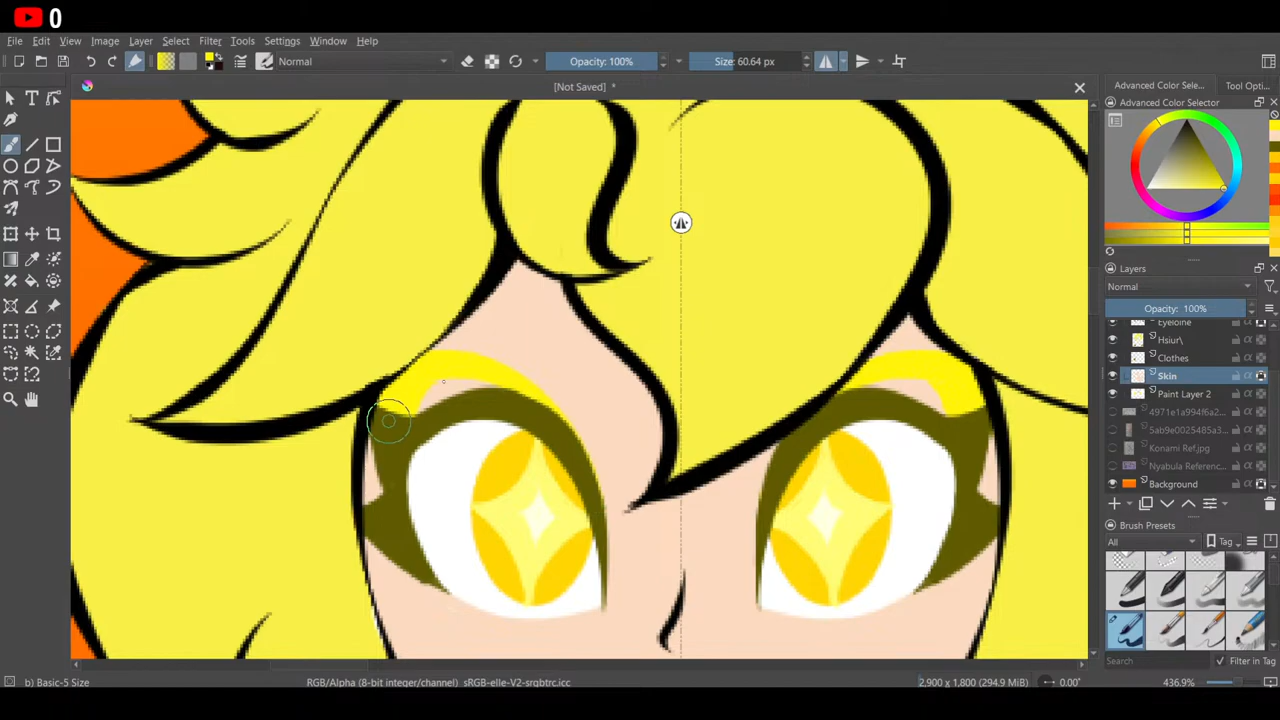 0
File Edit View Image Layer Select Filter Tools Settings Window Help
Normal Opacity: 100% Size: 60.64 px
[Not Saved] *
Advanced Color Sele... Tool Opti...
Advanced Color Selector
Layers
Normal
Opacity: 100%
Eyeloine
Hsiur\
Clothes
Skin
Paint Layer 2
4971e1a994f6a2...
5ab9e0025485a3...
Konami Ref.jpg
Nyabula Referenc...
Background
Brush Presets
All Tag
Search Filter in Tag
b) Basic-5 Size RGB/Alpha (8-bit integer/channel) sRGB-elle-V2-srgbtrc.icc 2,900 x 1,800 (294.9 MiB) 0.00° 436.9%